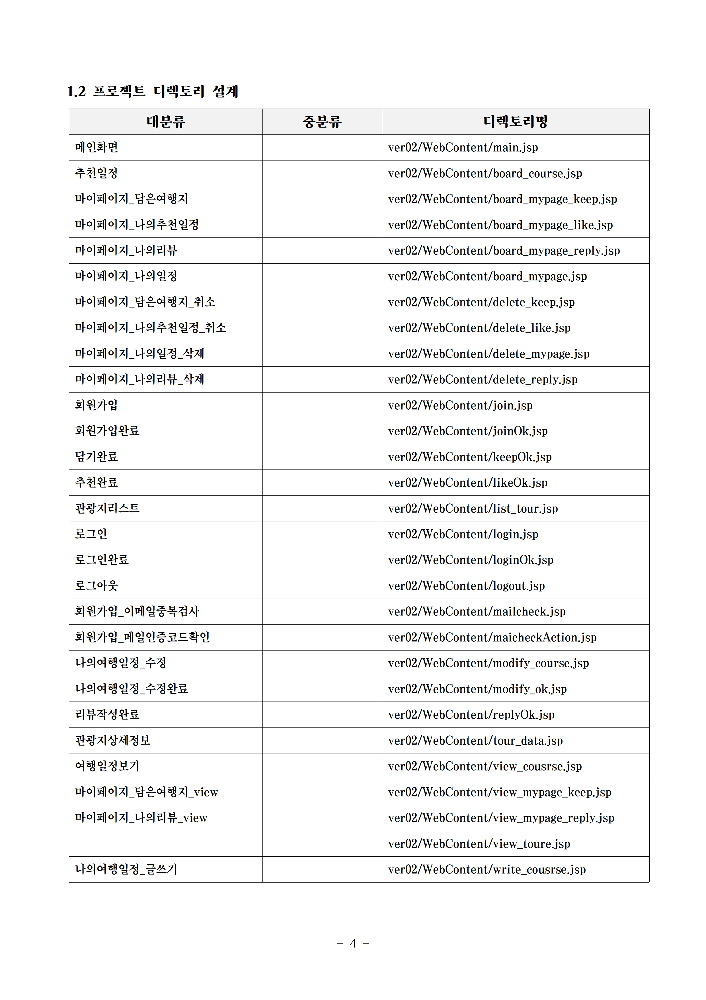 1.2 프로젝트 디렉토리 설계
대분류 중분류 디렉토리명
메인화면 ver02/WebContent/main.jsp
추천일정 ver02/WebContent/board_course.jsp
마이페이지_담은여행지 ver02/WebContent/board_mypage_keep.jsp
마이페이지_나의추천일정 ver02/WebContent/board_mypage_like.jsp
마이페이지_나의리뷰 ver02/WebContent/board_mypage_reply.jsp
마이페이지_나의일정 ver02/WebContent/board_mypage.jsp
마이페이지_담은여행지_취소 ver02/WebContent/delete_keep.jsp
마이페이지_나의추천일정_취소 ver02/WebContent/delete_like.jsp
마이페이지_나의일정_삭제 ver02/WebContent/delete_mypage.jsp
마이페이지_나의리뷰_삭제 ver02/WebContent/delete_reply.jsp
회원가입 ver02/WebContent/join.jsp
회원가입완료 ver02/WebContent/joinOk.jsp
담기완료 ver02/WebContent/keepOk.jsp
추천완료 ver02/WebContent/likeOk.jsp
관광지리스트 ver02/WebContent/list_tour.jsp
로그인 ver02/WebContent/login.jsp
로그인완료 ver02/WebContent/loginOk.jsp
로그아웃 ver02/WebContent/logout.jsp
회원가입_이메일중복검사 ver02/WebContent/mailcheck.jsp
회원가입_메일인증코드확인 ver02/WebContent/maicheckAction.jsp
나의여행일정_수정 ver02/WebContent/modify_course.jsp
나의여행일정_수정완료 ver02/WebContent/modify_ok.jsp
리뷰작성완료 ver02/WebContent/replyOk.jsp
관광지상세정보 ver02/WebContent/tour_data.jsp
여행일정보기 ver02/WebContent/view_cousrse.jsp
마이페이지_담은여행지_view ver02/WebContent/view_mypage_keep.jsp
마이페이지_나의리뷰_view ver02/WebContent/view_mypage_reply.jsp
ver02/WebContent/view_toure.jsp
나의여행일정_글쓰기 ver02/WebContent/write_cousrse.jsp
- 4 -